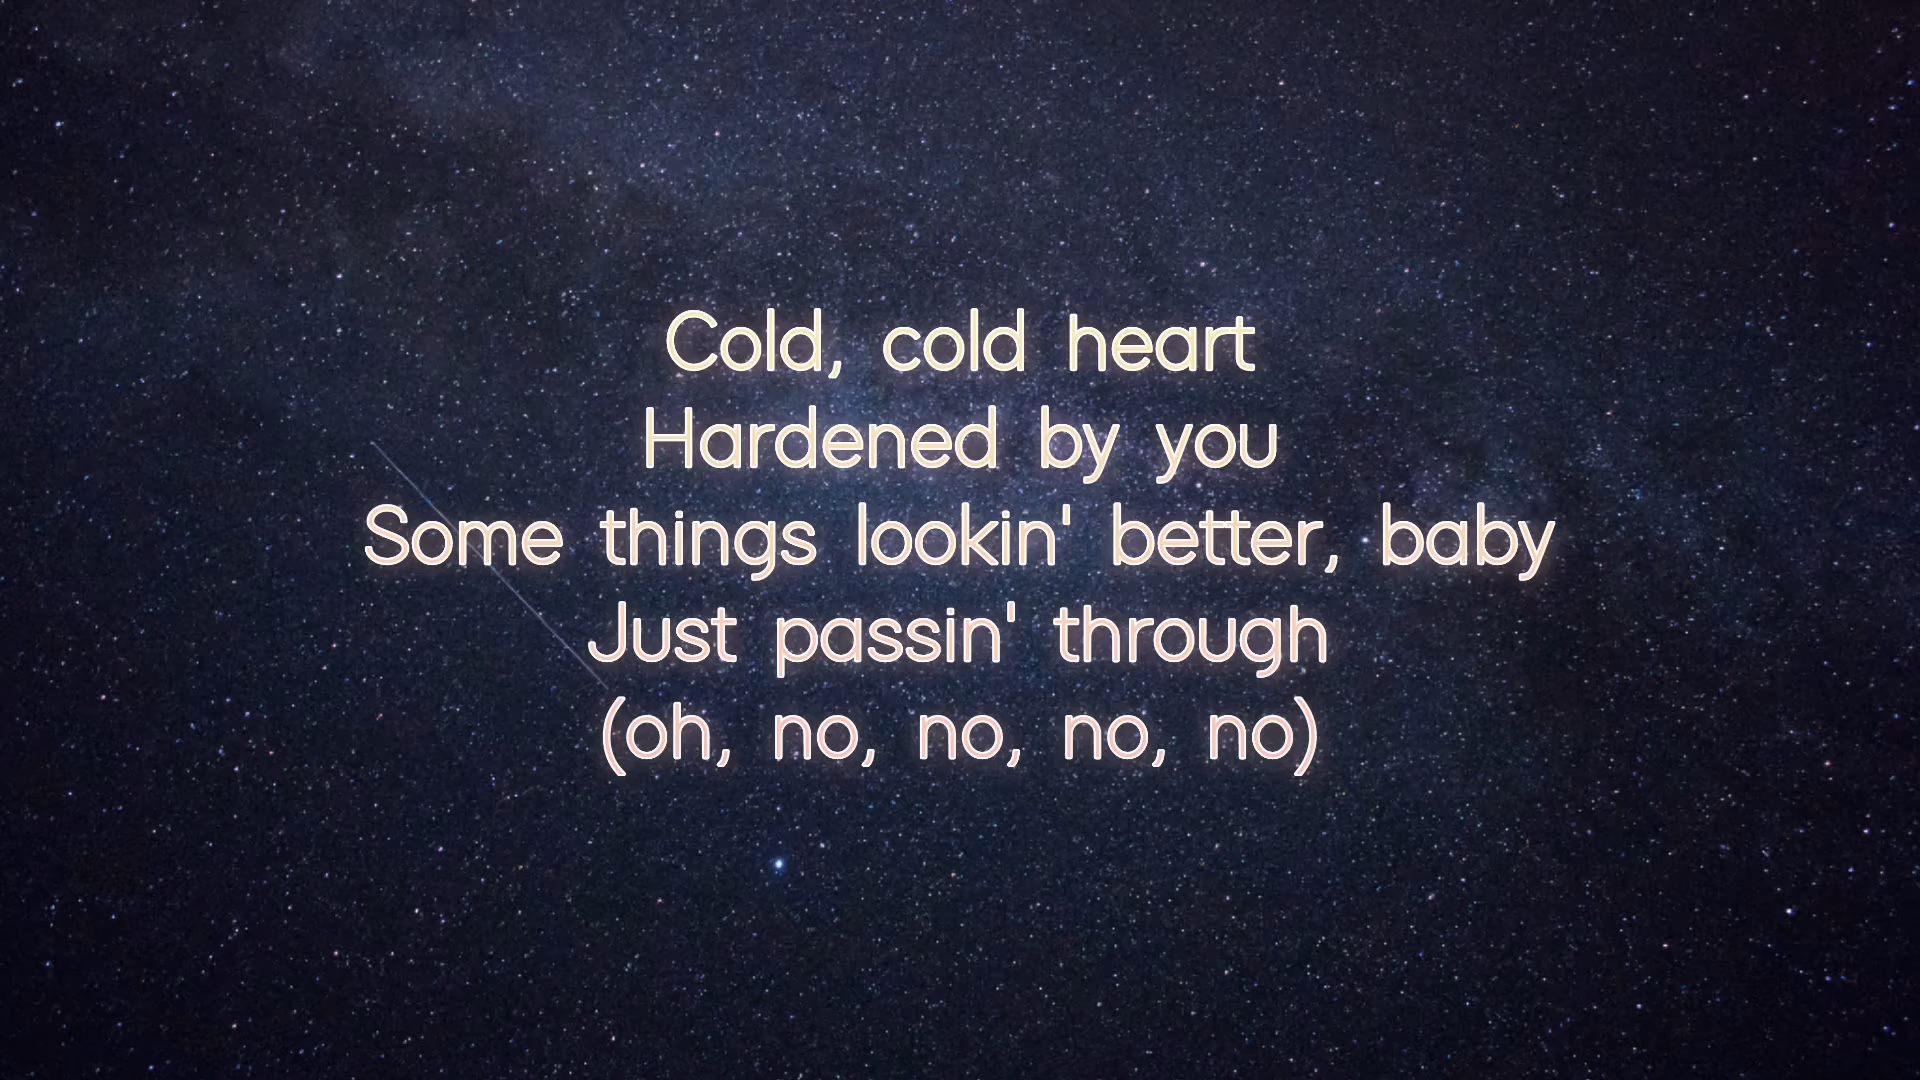 Cold, cold heart
Hardened by you
Some things lookin' better, baby
Just passin' through
(oh, no, no, no, no)